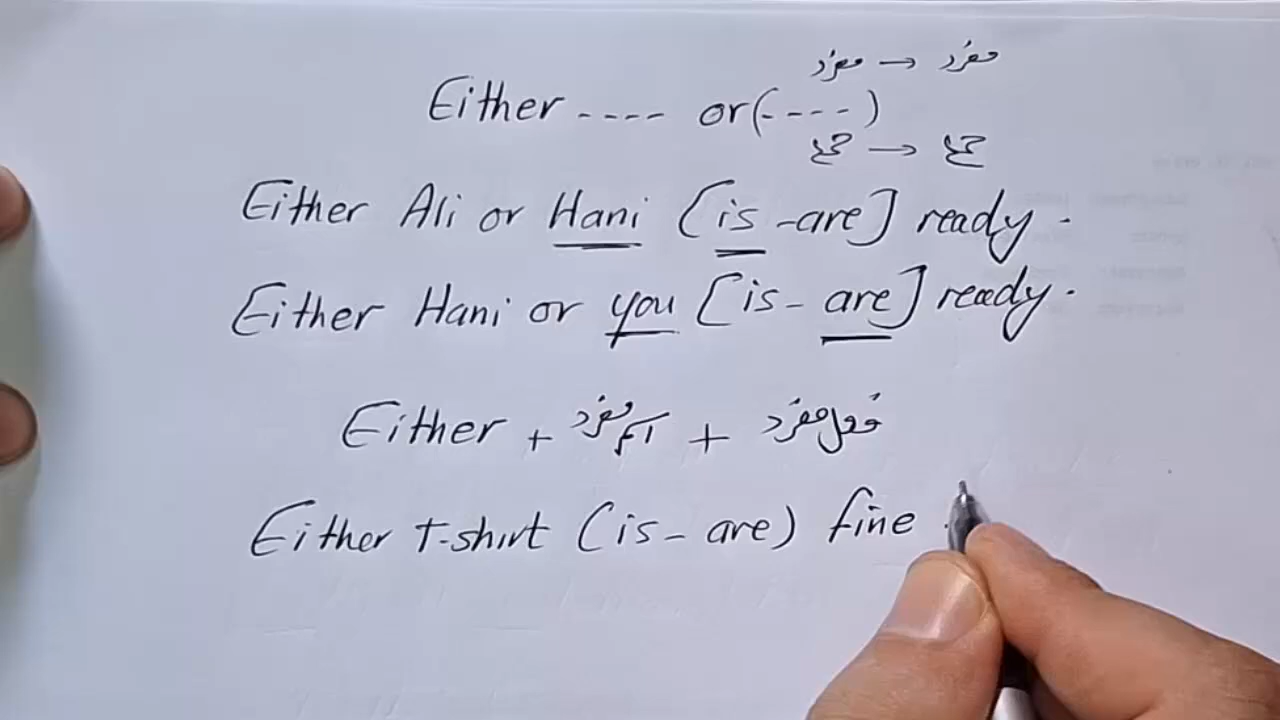 مفرد → مفرد
Either ---- or (----)
جمع → جمع
Either Ali or Hani [is - are] ready.
Either Hani or you [is - are] ready.
Either + اسم مفرد + فعل مفرد
Either T-shirt (is - are) fine .